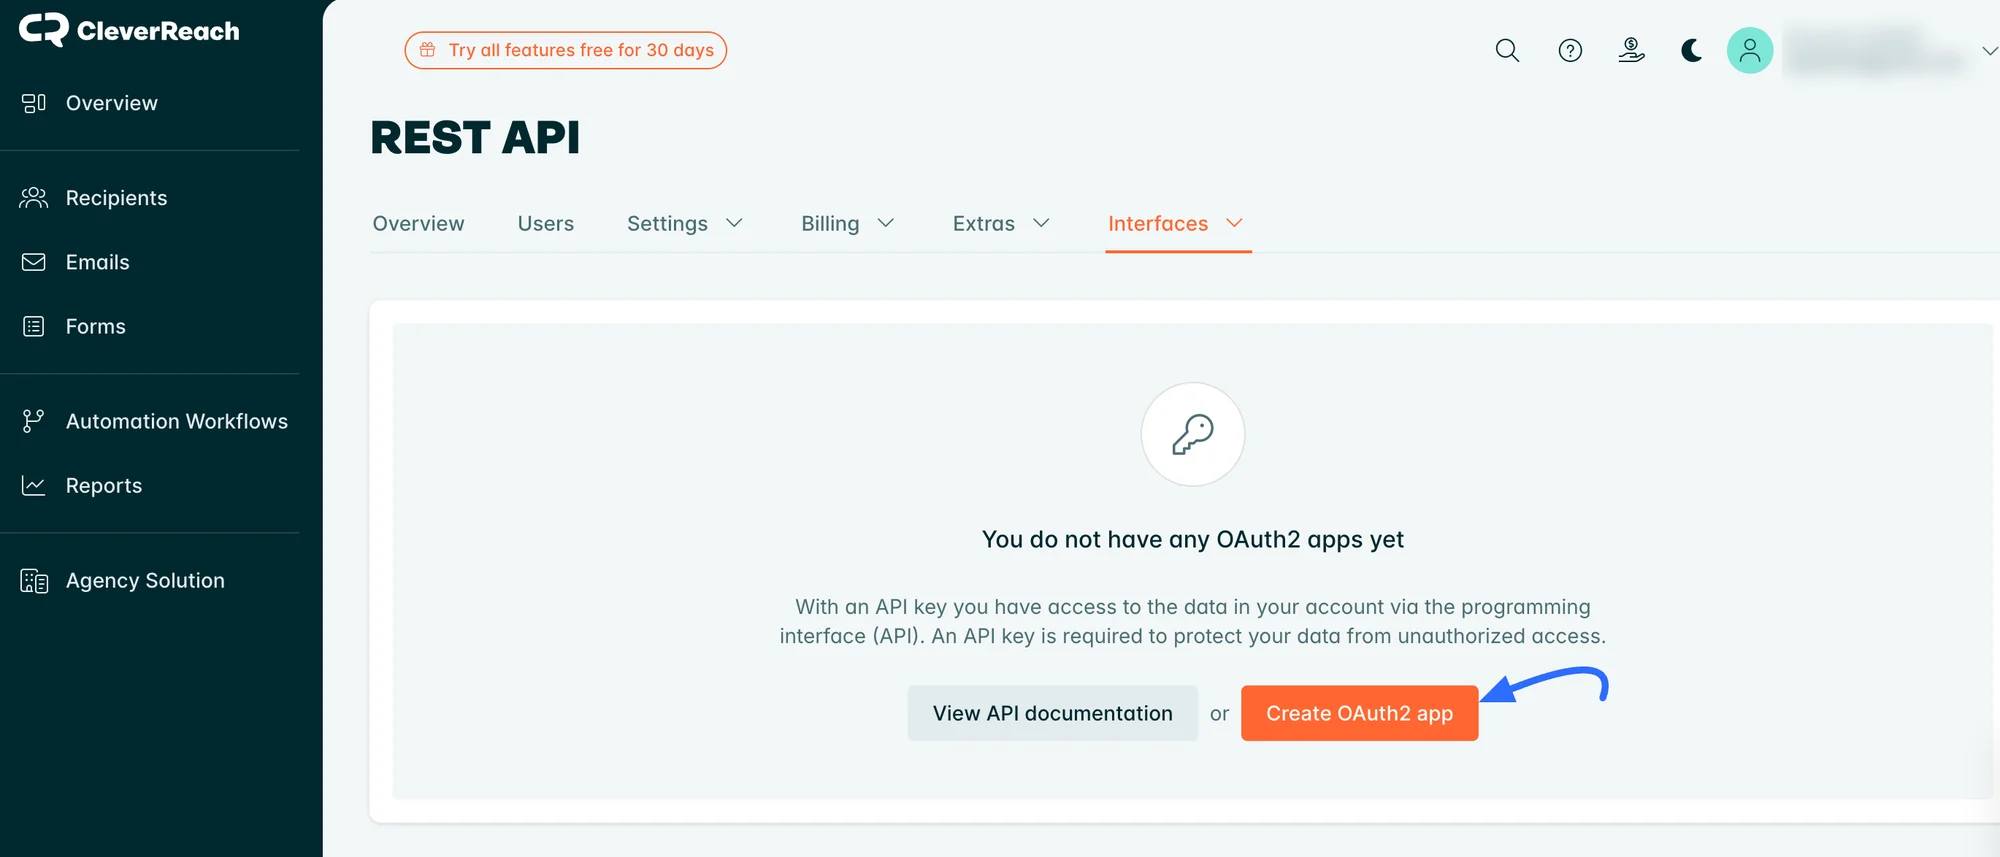 CleverReach
Try all features free for 30 days
Overview
Recipients
Emails
Forms
Automation Workflows
Reports
Agency Solution
REST API
Overview Users Settings Billing Extras Interfaces
You do not have any OAuth2 apps yet
With an API key you have access to the data in your account via the programming
interface (API). An API key is required to protect your data from unauthorized access.
View API documentation or Create OAuth2 app